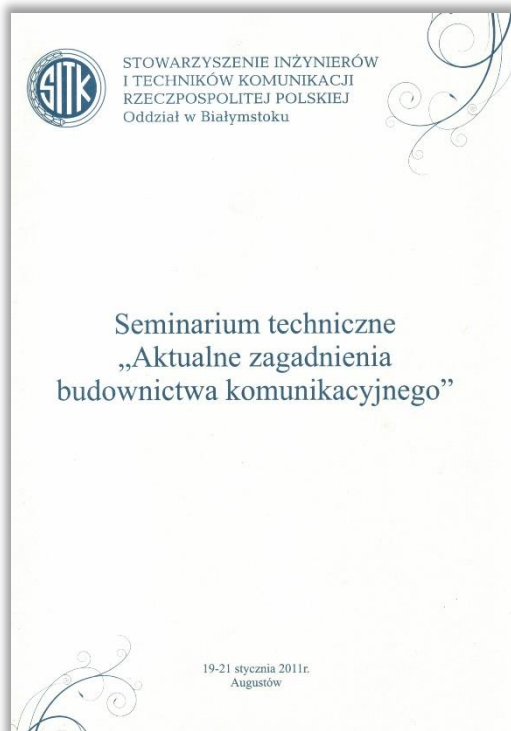 SITK
STOWARZYSZENIE INŻYNIERÓW
I TECHNIKÓW KOMUNIKACJI
RZECZPOSPOLITEJ POLSKIEJ
Oddział w Białymstoku
Seminarium techniczne
„Aktualne zagadnienia
budownictwa komunikacyjnego”
19-21 stycznia 2011r.
Augustów